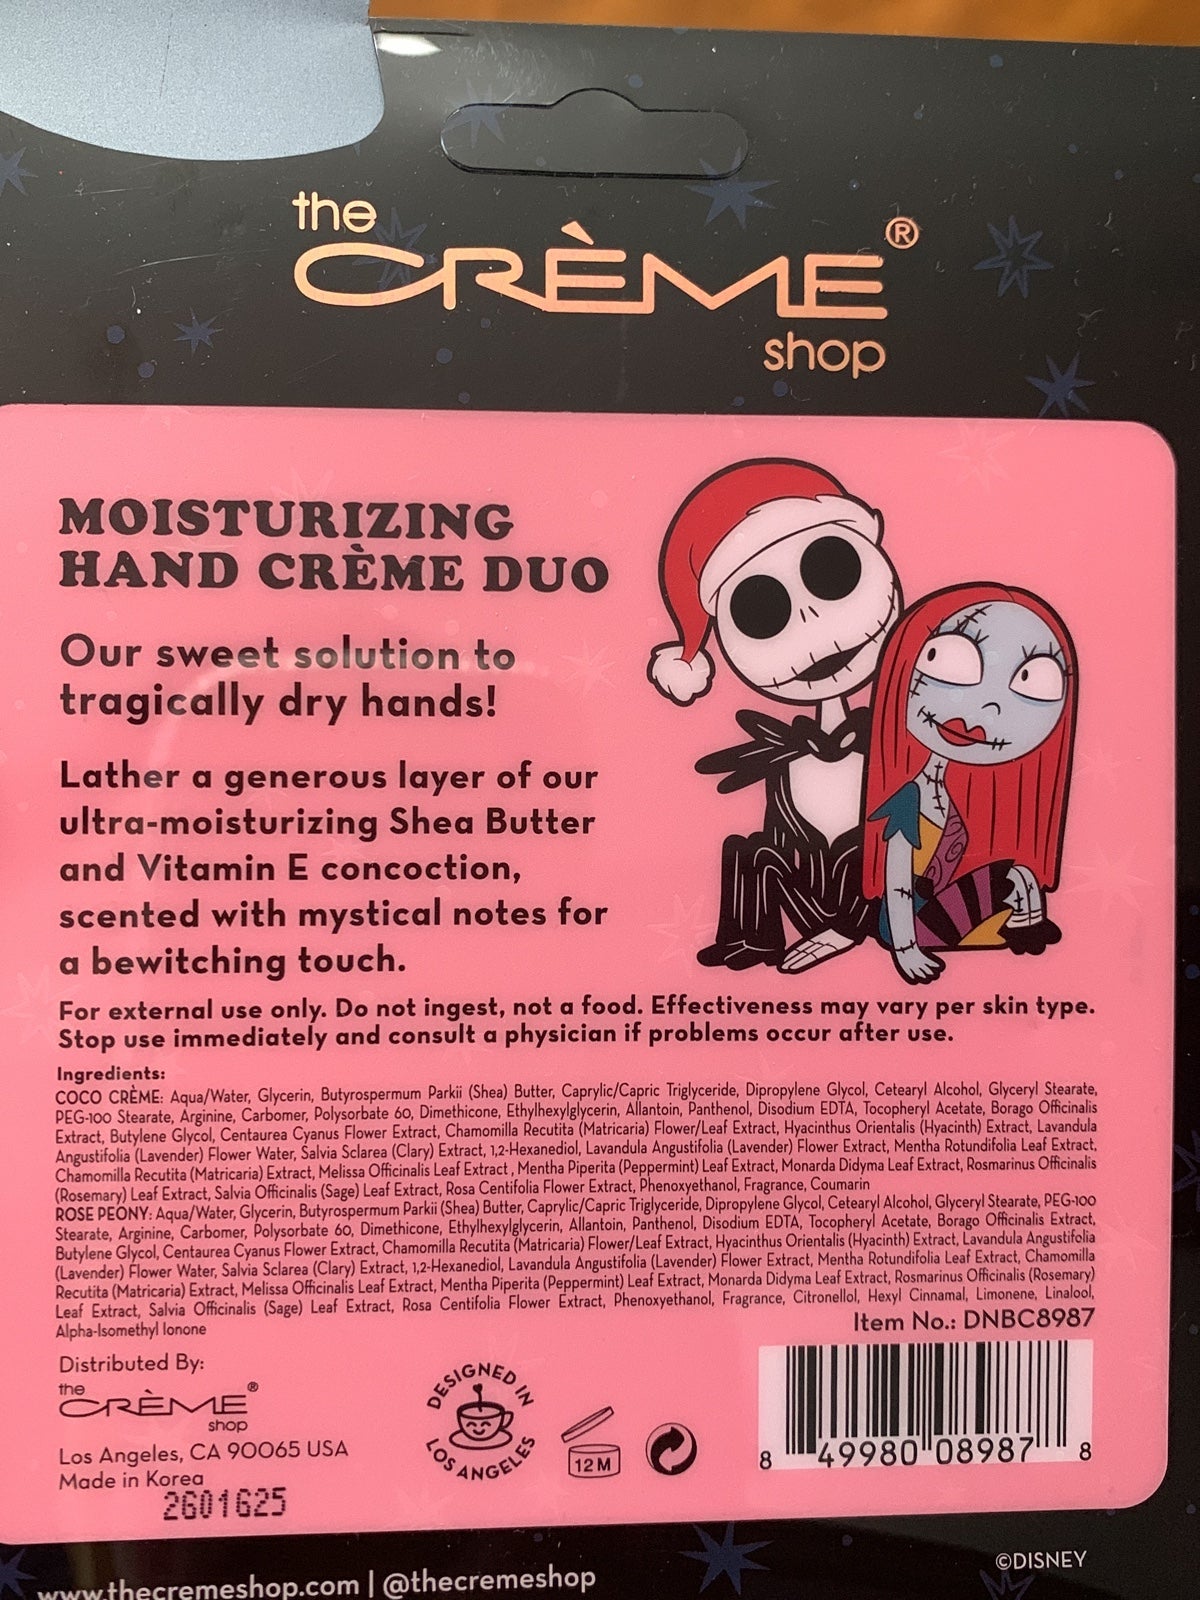 the
CRÈME®
shop
MOISTURIZING
HAND CRÈME DUO
Our sweet solution to
tragically dry hands!
Lather a generous layer of our
ultra-moisturizing Shea Butter
and Vitamin E concoction,
scented with mystical notes for
a bewitching touch.
For external use only. Do not ingest, not a food. Effectiveness may vary per skin type.
Stop use immediately and consult a physician if problems occur after use.
Ingredients:
COCO CRÈME: Aqua/Water, Glycerin, Butyrospermum Parkii (Shea) Butter, Caprylic/Capric Triglyceride, Dipropylene Glycol, Cetearyl Alcohol, Glyceryl Stearate,
PEG-100 Stearate, Arginine, Carbomer, Polysorbate 60, Dimethicone, Ethylhexylglycerin, Allantoin, Panthenol, Disodium EDTA, Tocopheryl Acetate, Borago Officinalis
Extract, Butylene Glycol, Centaurea Cyanus Flower Extract, Chamomilla Recutita (Matricaria) Flower/Leaf Extract, Hyacinthus Orientalis (Hyacinth) Extract, Lavandula
Angustifolia (Lavender) Flower Water, Salvia Sclarea (Clary) Extract, 1,2-Hexanediol, Lavandula Angustifolia (Lavender) Flower Extract, Mentha Rotundifolia Leaf Extract,
Chamomilla Recutita (Matricaria) Extract, Melissa Officinalis Leaf Extract, Mentha Piperita (Peppermint) Leaf Extract, Monarda Didyma Leaf Extract, Rosmarinus Officinalis
(Rosemary) Leaf Extract, Salvia Officinalis (Sage) Leaf Extract, Rosa Centifolia Flower Extract, Phenoxyethanol, Fragrance, Coumarin
ROSE PEONY: Aqua/Water, Glycerin, Butyrospermum Parkii (Shea) Butter, Caprylic/Capric Triglyceride, Dipropylene Glycol, Cetearyl Alcohol, Glyceryl Stearate, PEG-100
Stearate, Arginine, Carbomer, Polysorbate 60, Dimethicone, Ethylhexylglycerin, Allantoin, Panthenol, Disodium EDTA, Tocopheryl Acetate, Borago Officinalis Extract,
Butylene Glycol, Centaurea Cyanus Flower Extract, Chamomilla Recutita (Matricaria) Flower/Leaf Extract, Hyacinthus Orientalis (Hyacinth) Extract, Lavandula Angustifolia
(Lavender) Flower Water, Salvia Sclarea (Clary) Extract, 1,2-Hexanediol, Lavandula Angustifolia (Lavender) Flower Extract, Mentha Rotundifolia Leaf Extract, Chamomilla
Recutita (Matricaria) Extract, Melissa Officinalis Leaf Extract, Mentha Piperita (Peppermint) Leaf Extract, Monarda Didyma Leaf Extract, Rosmarinus Officinalis (Rosemary)
Leaf Extract, Salvia Officinalis (Sage) Leaf Extract, Rosa Centifolia Flower Extract, Phenoxyethanol, Fragrance, Citronellol, Hexyl Cinnamal, Limonene, Linalool,
Alpha-Isomethyl Ionone
Item No.: DNBC8987
Distributed By:
the
CRÈME®
shop
Los Angeles, CA 90065 USA
Made in Korea
2601625
DESIGNED IN
LOS ANGELES
12 M
8 49980 08987 8
©DISNEY
www.thecremeshop.com | @thecremeshop